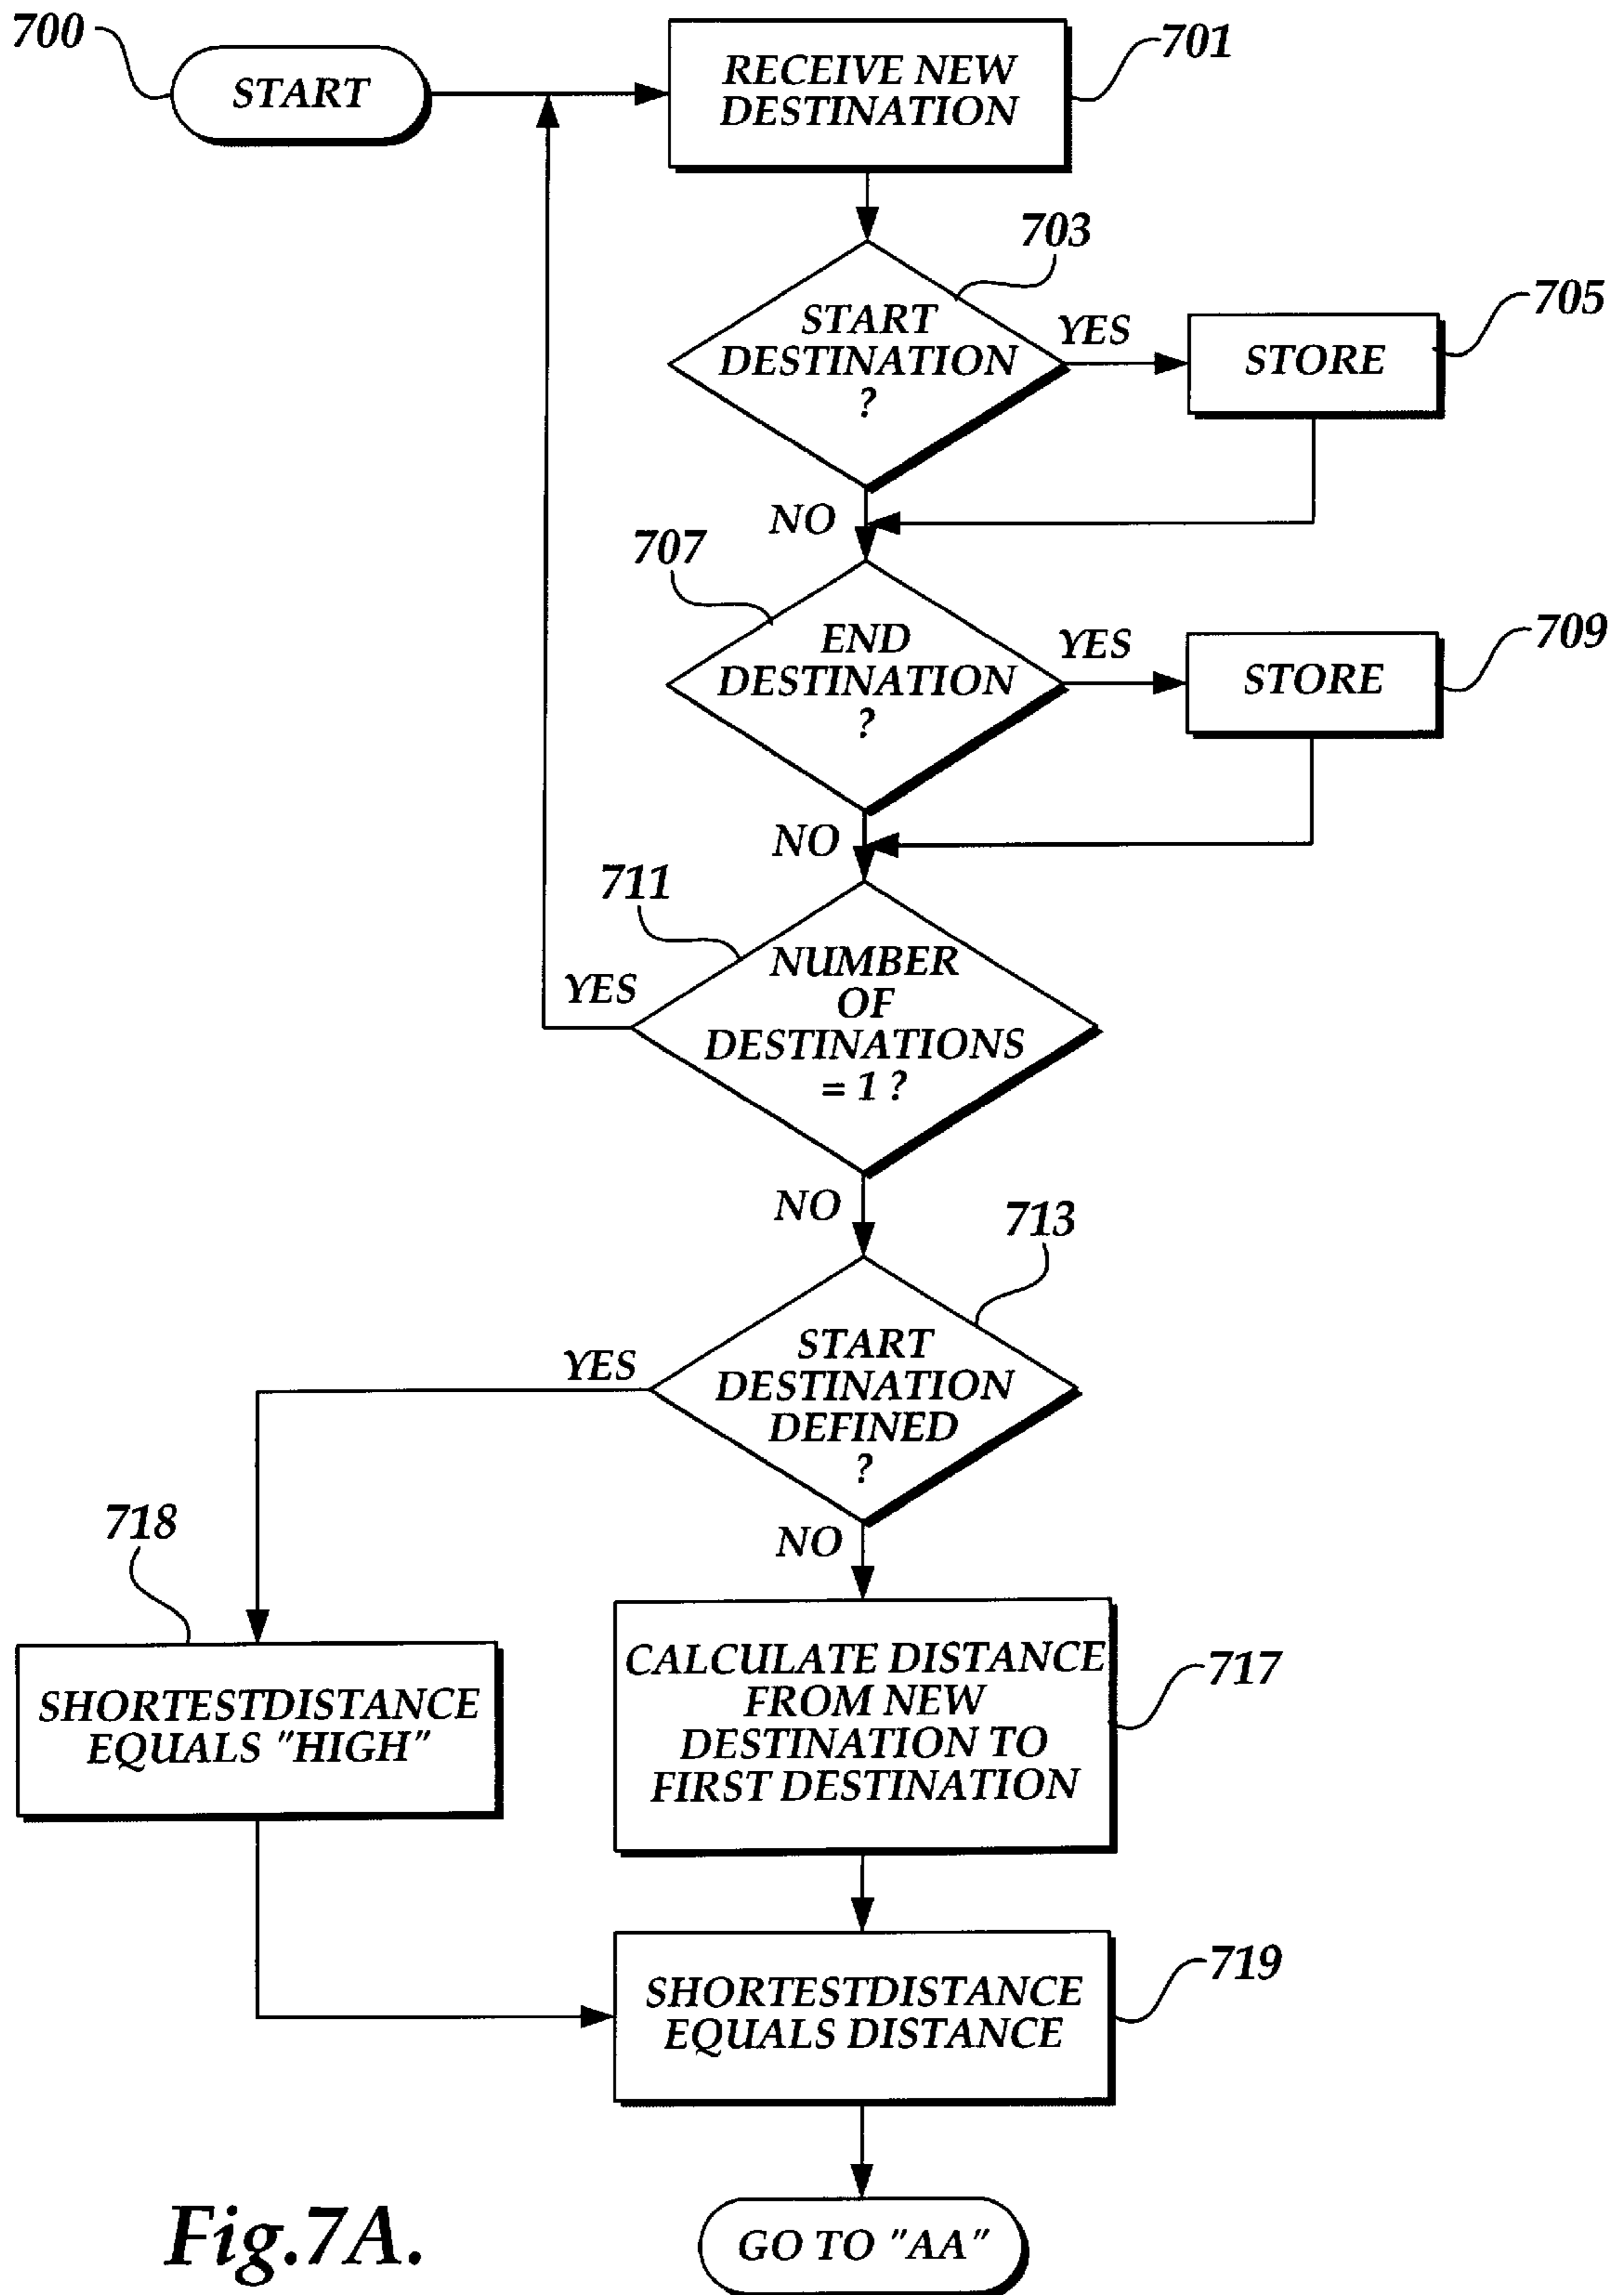 700
START
RECEIVE NEW
DESTINATION
701
703
START
DESTINATION
?
YES
STORE
705
NO
707
END
DESTINATION
?
YES
STORE
709
NO
711
NUMBER
OF
DESTINATIONS
= 1 ?
YES
NO
713
START
DESTINATION
DEFINED
?
YES
NO
718
SHORTESTDISTANCE
EQUALS "HIGH"
CALCULATE DISTANCE
FROM NEW
DESTINATION TO
FIRST DESTINATION
717
SHORTESTDISTANCE
EQUALS DISTANCE
719
GO TO "AA"
Fig.7A.